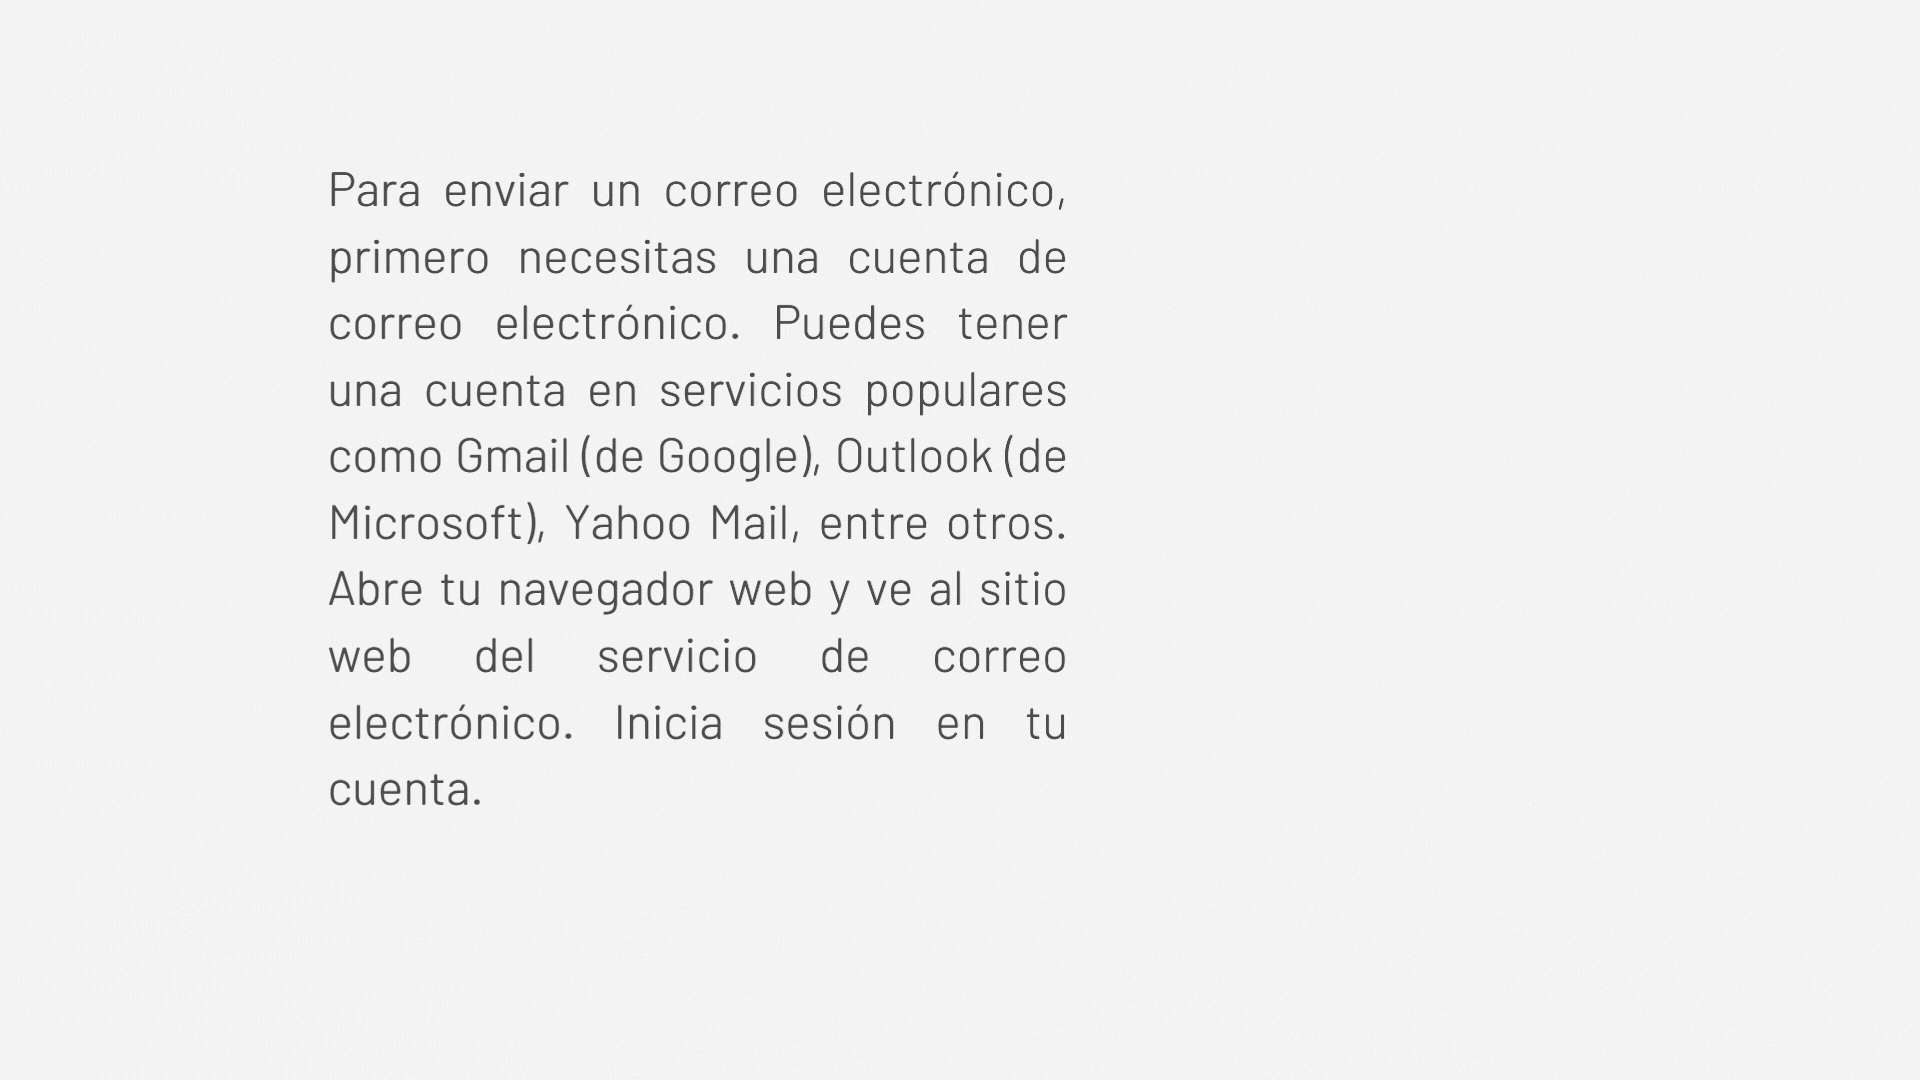 Para enviar un correo electrónico,
primero necesitas una cuenta de
correo electrónico. Puedes tener
una cuenta en servicios populares
como Gmail (de Google), Outlook (de
Microsoft), Yahoo Mail, entre otros.
Abre tu navegador web y ve al sitio
web del servicio de correo
electrónico. Inicia sesión en tu
cuenta.